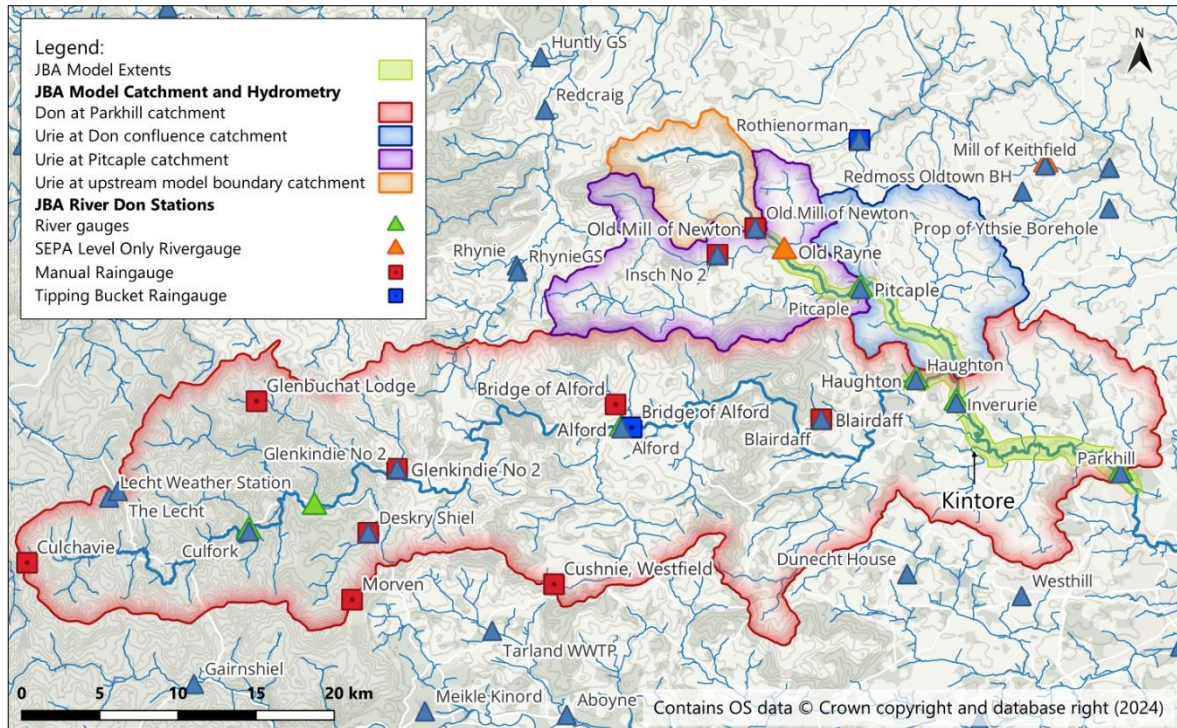 Legend:
JBA Model Extents
JBA Model Catchment and Hydrometry
Don at Parkhill catchment
Urie at Don confluence catchment
Urie at Pitcaple catchment
Urie at upstream model boundary catchment
JBA River Don Stations
River gauges
SEPA Level Only Rivergauge
Manual Raingauge
Tipping Bucket Raingauge
Huntly GS
N
Redcraig
Rothienorman
Mill of Keithfield
Redmoss Oldtown BH
Old Mill of Newton
Old Mill of Newton
Prop of Ythsie Borehole
Rhynie
RhynieGS
Insch No 2
Old Rayne
Pitcaple
Pitcaple
Haughton
Haughton
Glenbuchat Lodge
Bridge of Alford
Bridge of Alford
Inverurie
Alford
Alford
Blairdaff
Blairdaff
Glenkindie No 2
Glenkindie No 2
Parkhill
Lecht Weather Station
The Lecht
Kintore
Culfork
Deskry Shiel
Culchavie
Dunecht House
Cushnie, Westfield
Westhill
Morven
Tarland WWTP
Gairnshiel
Meikle Kinord
Aboyne
0 5 10 15 20 km
Contains OS data © Crown copyright and database right (2024)